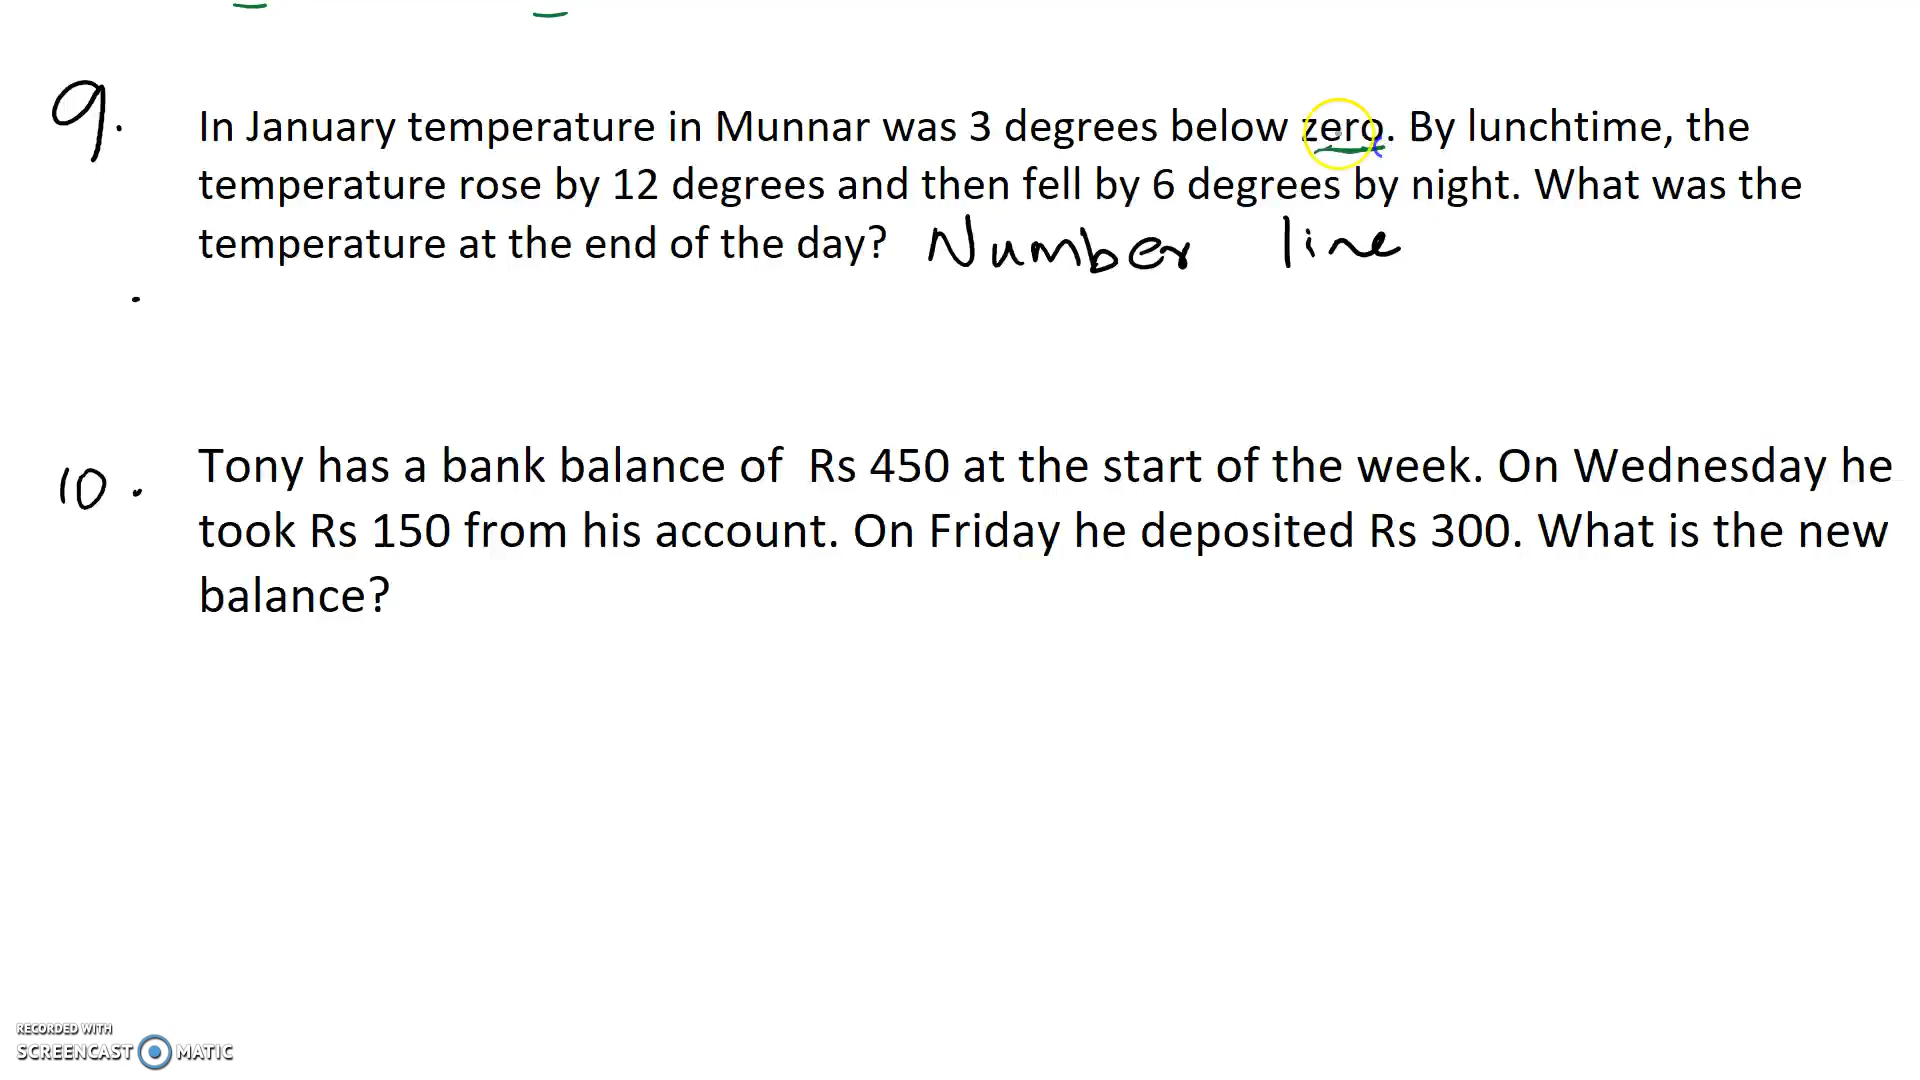 9. In January temperature in Munnar was 3 degrees below zero. By lunchtime, the
temperature rose by 12 degrees and then fell by 6 degrees by night. What was the
temperature at the end of the day? Number line
10. Tony has a bank balance of Rs 450 at the start of the week. On Wednesday he
took Rs 150 from his account. On Friday he deposited Rs 300. What is the new
balance?
RECORDED WITH
SCREENCAST MATIC